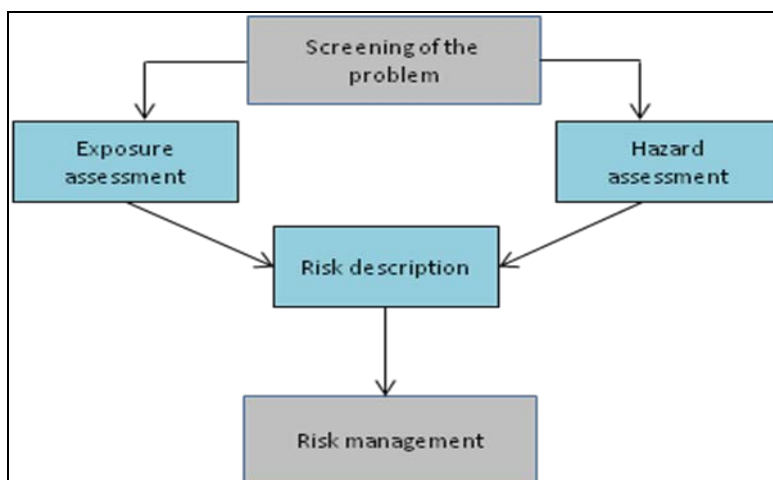 Screening of the
problem
Exposure
assessment
Hazard
assessment
Risk description
Risk management